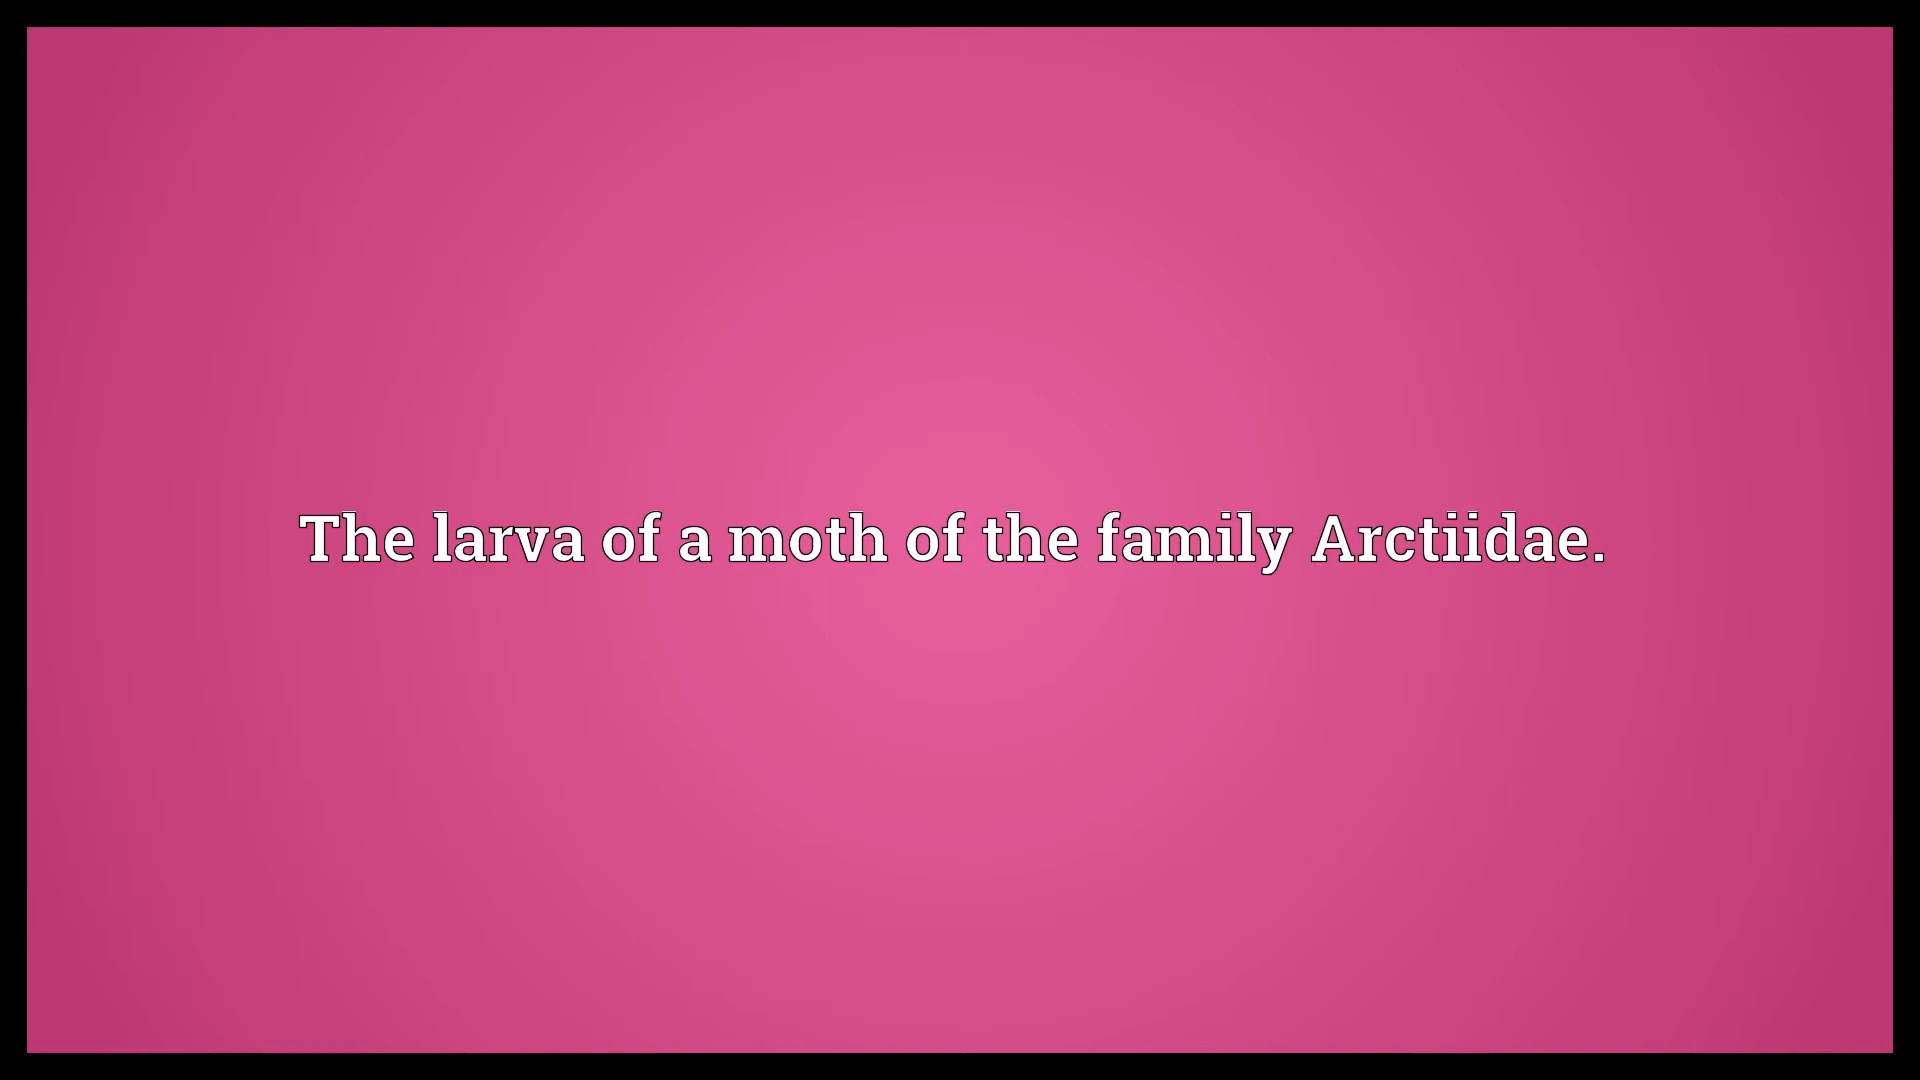 The larva of a moth of the family Arctiidae.